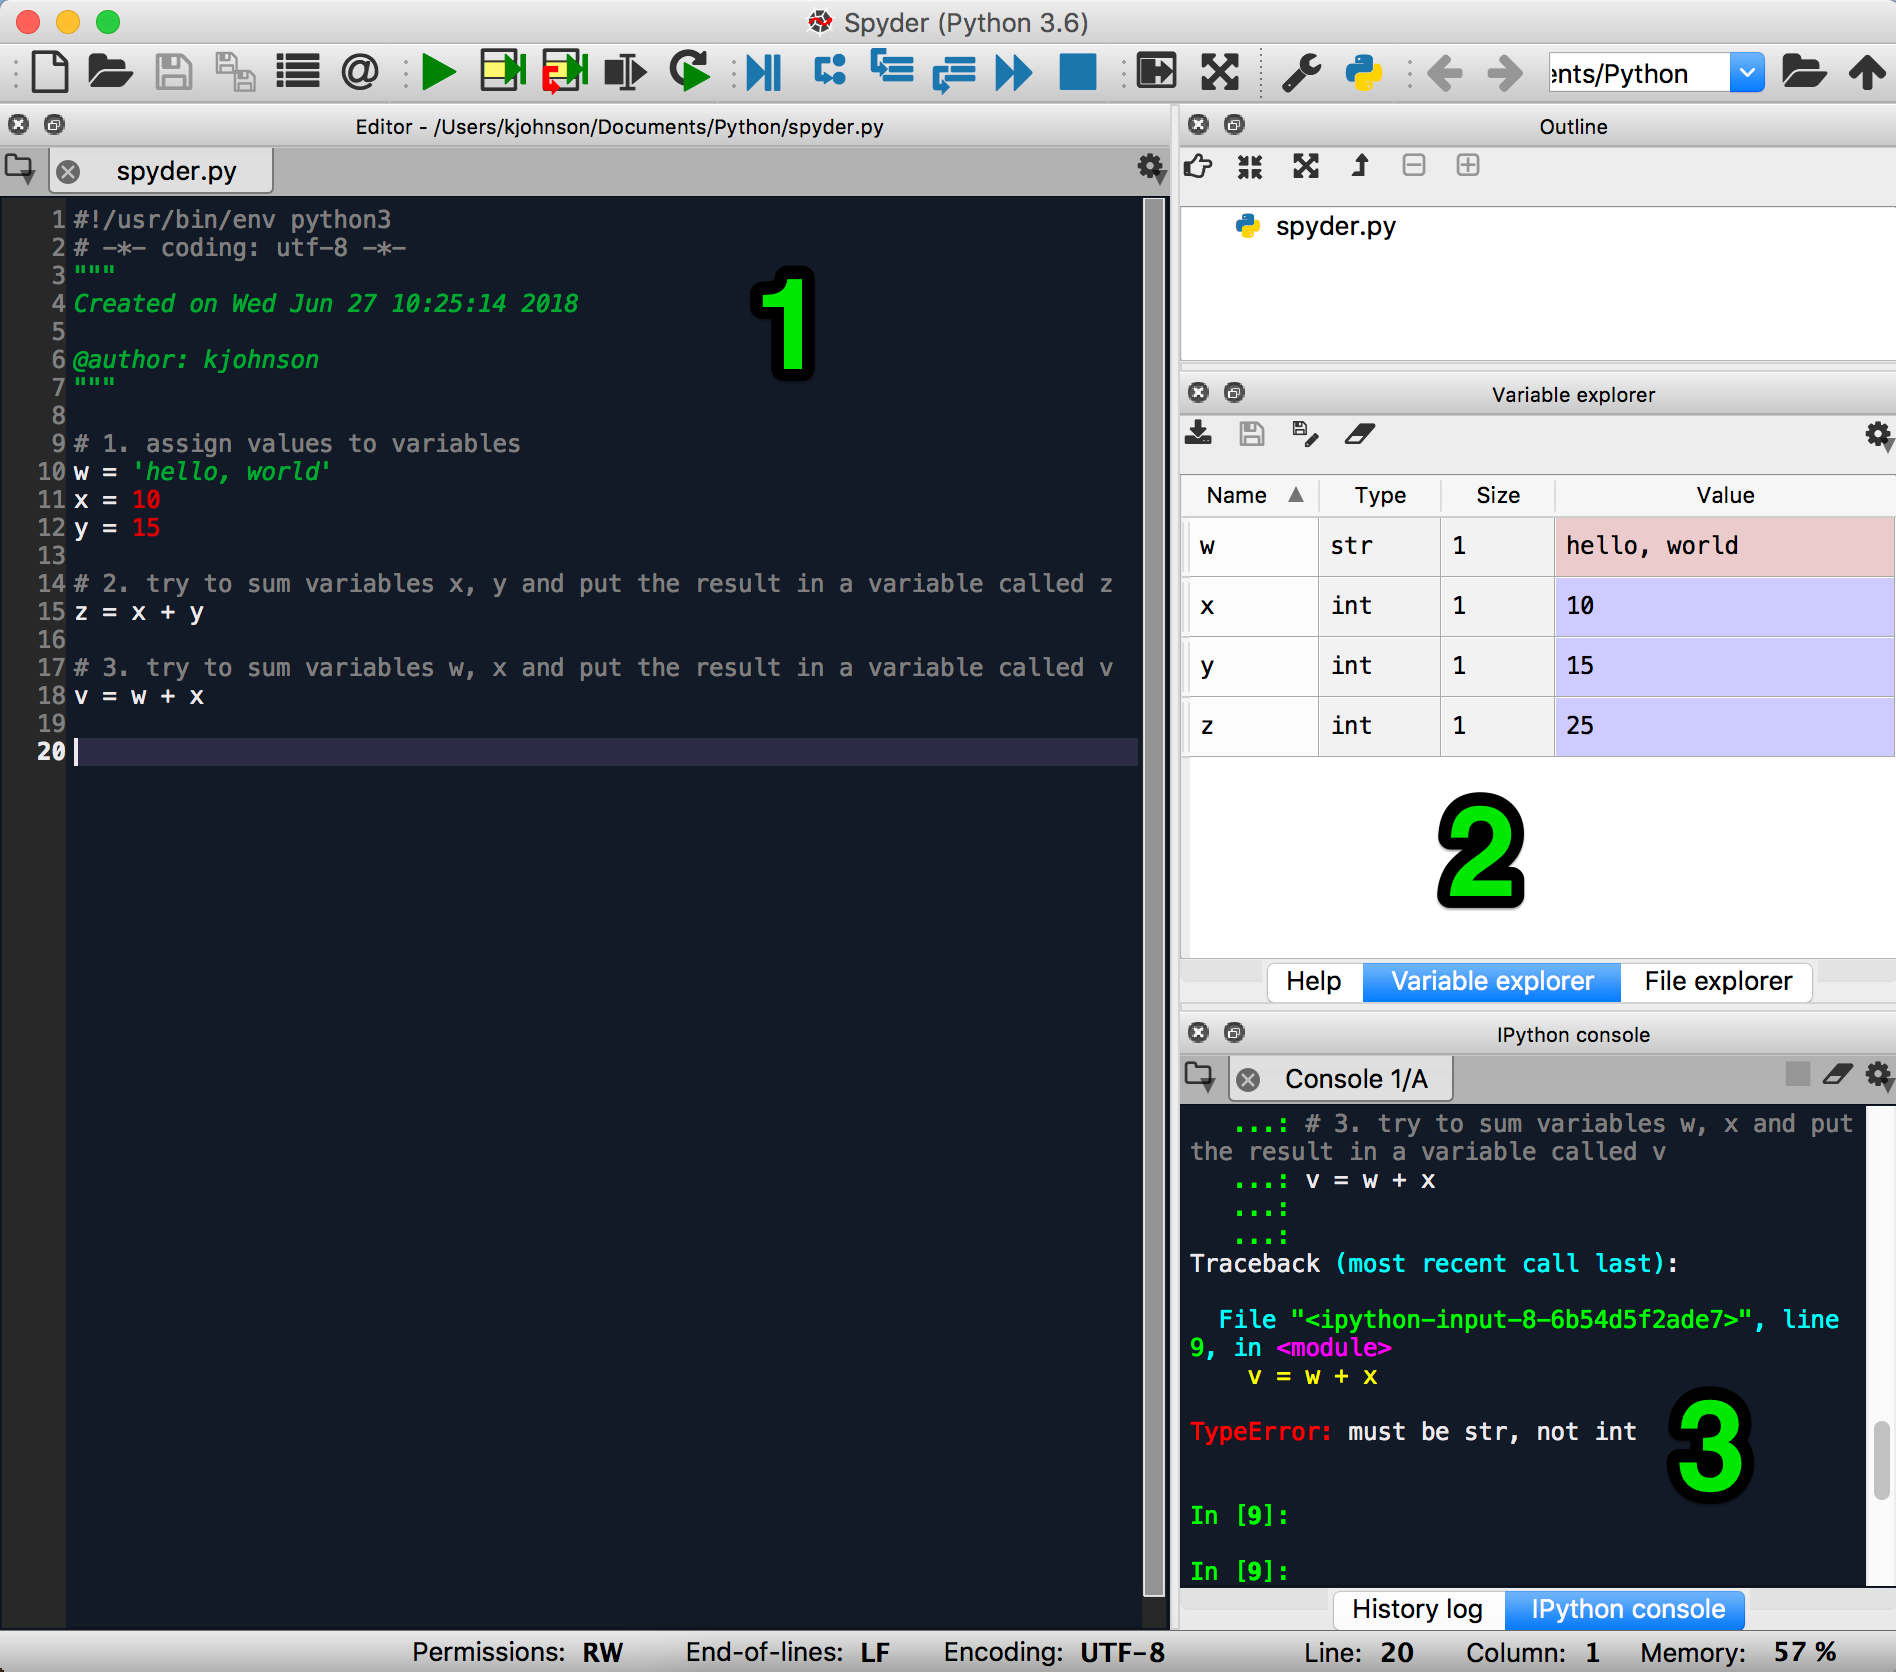 Spyder (Python 3.6)
ents/Python
Editor - /Users/kjohnson/Documents/Python/spyder.py
spyder.py
1 #!/usr/bin/env python3
2 # -*- coding: utf-8 -*-
3 """
4 Created on Wed Jun 27 10:25:14 2018
5
6 @author: kjohnson
7 """
8
9 # 1. assign values to variables
10 w = 'hello, world'
11 x = 10
12 y = 15
13
14 # 2. try to sum variables x, y and put the result in a variable called z
15 z = x + y
16
17 # 3. try to sum variables w, x and put the result in a variable called v
18 v = w + x
19
20
1
Outline
spyder.py
Variable explorer
Name Type Size Value
w str 1 hello, world
x int 1 10
y int 1 15
z int 1 25
2
Help Variable explorer File explorer
IPython console
Console 1/A
...: # 3. try to sum variables w, x and put
the result in a variable called v
...: v = w + x
...:
...:
Traceback (most recent call last):
File "<ipython-input-8-6b54d5f2ade7>", line
9, in <module>
v = w + x
TypeError: must be str, not int
3
In [9]:
In [9]:
History log IPython console
Permissions: RW End-of-lines: LF Encoding: UTF-8 Line: 20 Column: 1 Memory: 57 %